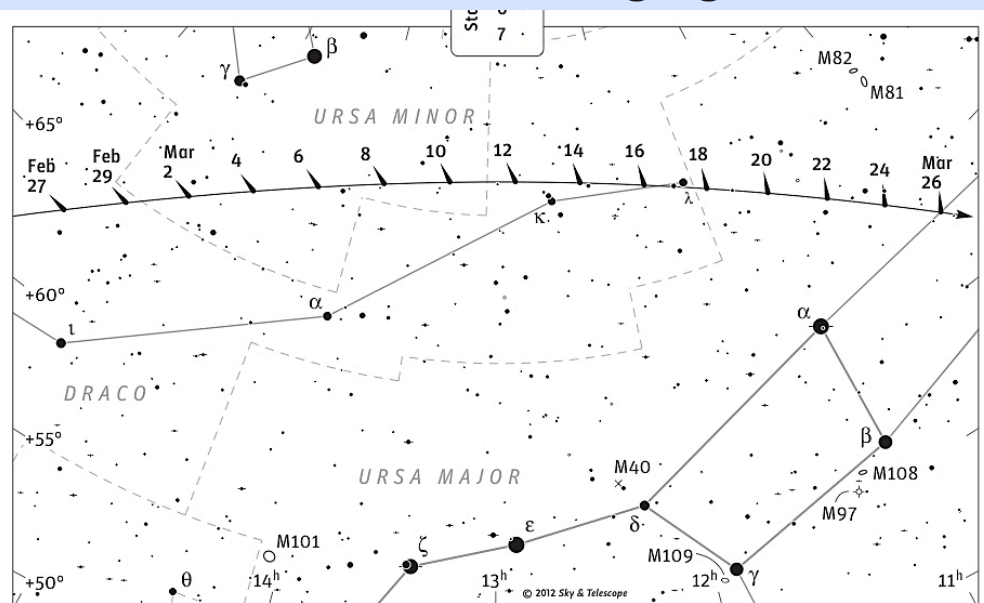 7
β
γ
M82
M81
URSA MINOR
+65°
Feb 27
Feb 29
Mar 2
4
6
8
10
12
14
16
18
20
22
24
Mar 26
κ
λ
+60°
α
α
ι
DRACO
+55°
β
URSA MAJOR
M40
M108
M97
δ
ε
ζ
M101
M109
γ
+50°
θ
14h
13h
12h
11h
© 2012 Sky & Telescope